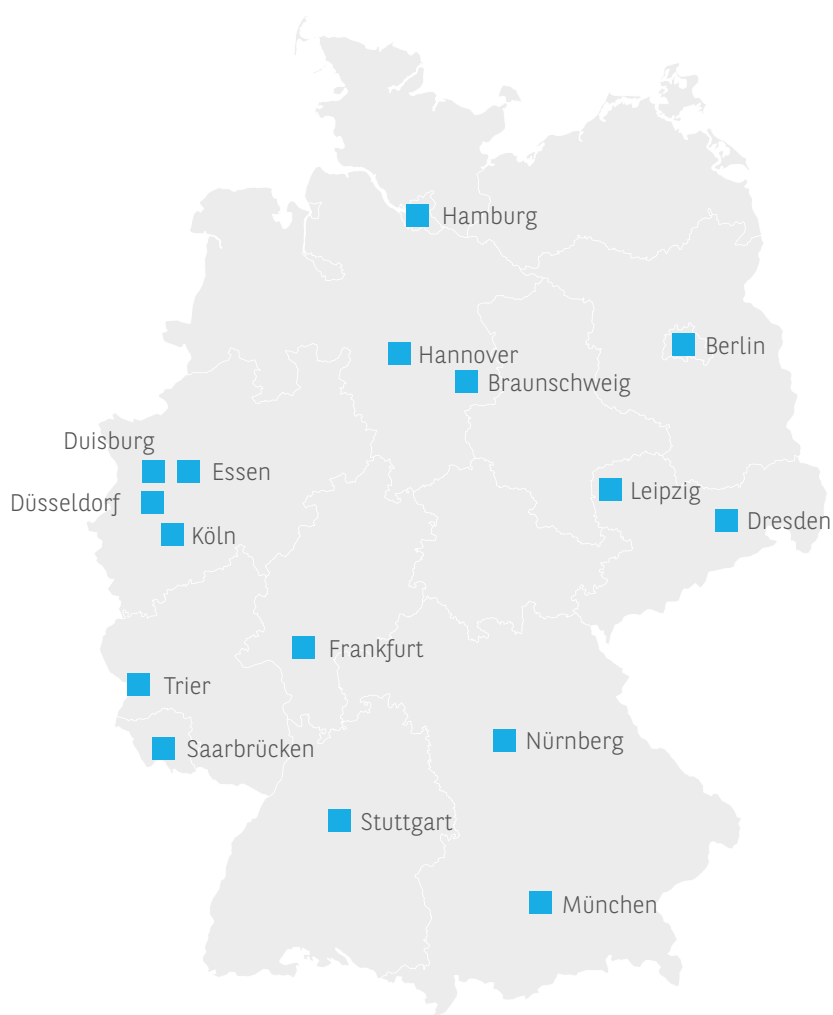 Hamburg
Berlin
Hannover
Braunschweig
Duisburg
Essen
Leipzig
Düsseldorf
Dresden
Köln
Frankfurt
Trier
Nürnberg
Saarbrücken
Stuttgart
München